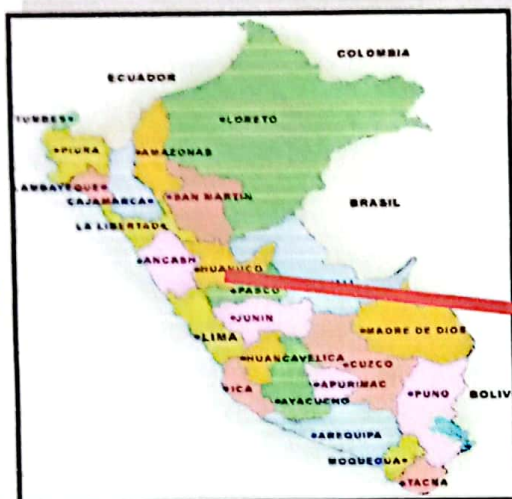 COLOMBIA
ECUADOR
TUMBES
LORETO
PIURA
AMAZONAS
LAMBAYEQUE
SAN MARTIN
CAJAMARCA
BRASIL
LA LIBERTAD
ANCASH
HUANUCO
PASCO
JUNIN
LIMA
MADRE DE DIOS
HUANCAVELICA
CUZCO
ICA
APURIMAC
PUNO
BOLIV
AYACUCHO
AREQUIPA
MOQUEGUA
TACNA